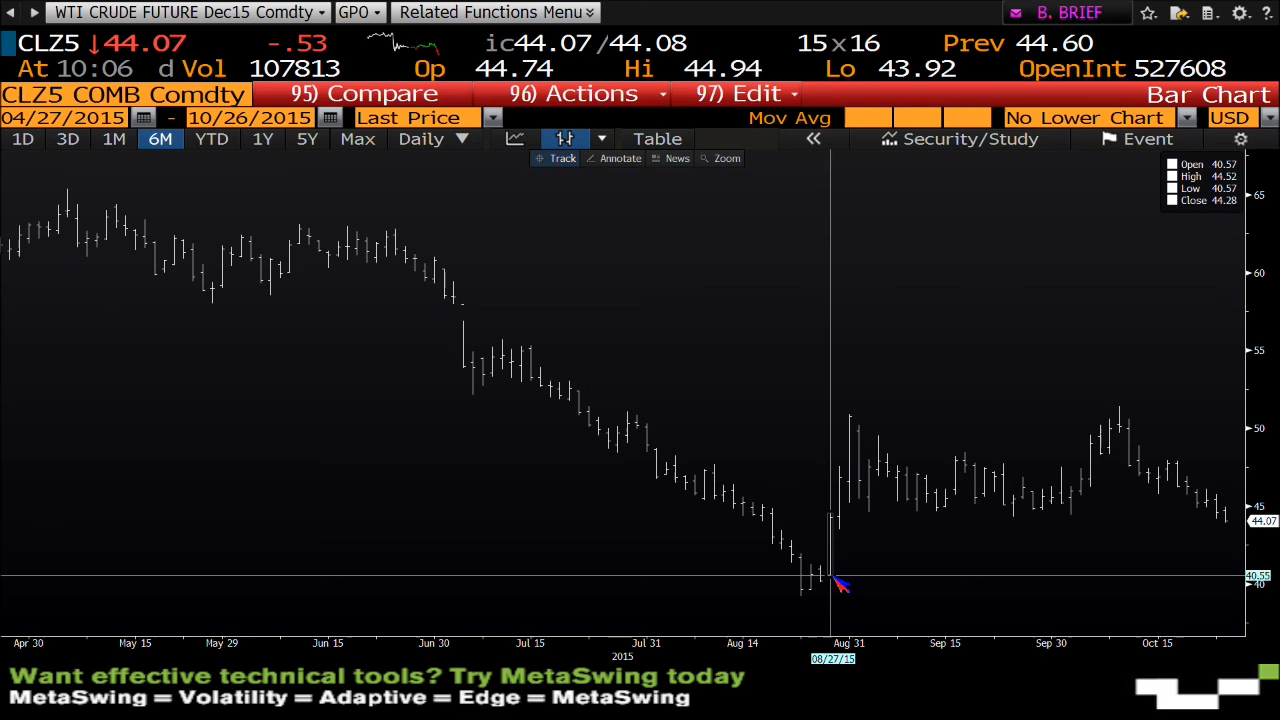 WTI CRUDE FUTURE Dec15 Comdty GPO Related Functions Menu B. BRIEF
CLZ5 ↓44.07 -.53 ic44.07/44.08 15x16 Prev 44.60
At 10:06 d Vol 107813 Op 44.74 Hi 44.94 Lo 43.92 OpenInt 527608
CLZ5 COMB Comdty 95) Compare 96) Actions 97) Edit Bar Chart
04/27/2015 - 10/26/2015 Last Price Mov Avg No Lower Chart USD
1D 3D 1M 6M YTD 1Y 5Y Max Daily Table Security/Study Event
Track Annotate News Zoom
Open 40.57
High 44.52
Low 40.57
Close 44.28
65
60
55
50
45
44.07
40.55
40
Apr 30 May 15 May 29 Jun 15 Jun 30 Jul 15 Jul 31 Aug 14 Aug 31 Sep 15 Sep 30 Oct 15
2015 08/27/15
Want effective technical tools? Try MetaSwing today
MetaSwing = Volatility = Adaptive = Edge = MetaSwing